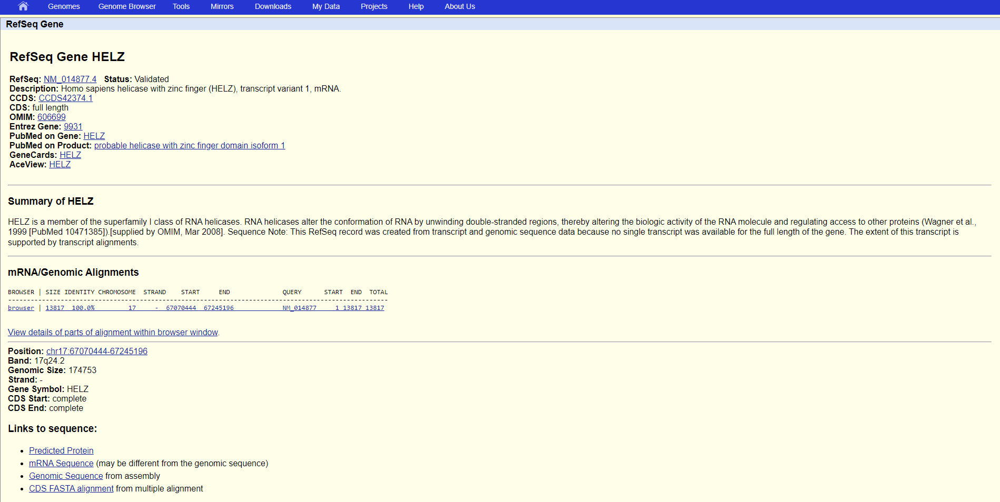 Genomes Genome Browser Tools Mirrors Downloads My Data Projects Help About Us
RefSeq Gene
RefSeq Gene HELZ
RefSeq: NM_014877.4 Status: Validated
Description: Homo sapiens helicase with zinc finger (HELZ), transcript variant 1, mRNA.
CCDS: CCDS42374.1
CDS: full length
OMIM: 606699
Entrez Gene: 9931
PubMed on Gene: HELZ
PubMed on Product: probable helicase with zinc finger domain isoform 1
GeneCards: HELZ
AceView: HELZ
Summary of HELZ
HELZ is a member of the superfamily I class of RNA helicases. RNA helicases alter the conformation of RNA by unwinding double-stranded regions, thereby altering the biologic activity of the RNA molecule and regulating access to other proteins (Wagner et al.,
1999 [PubMed 10471385]).[supplied by OMIM, Mar 2008]. Sequence Note: This RefSeq record was created from transcript and genomic sequence data because no single transcript was available for the full length of the gene. The extent of this transcript is
supported by transcript alignments.
mRNA/Genomic Alignments
BROWSER | SIZE IDENTITY CHROMOSOME STRAND START END QUERY START END TOTAL
-----------------------------------------------------------------------------------------------------
browser | 13817 100.0% 17 - 67070444 67245196 NM_014877 1 13817 13817
View details of parts of alignment within browser window.
Position: chr17:67070444-67245196
Band: 17q24.2
Genomic Size: 174753
Strand: -
Gene Symbol: HELZ
CDS Start: complete
CDS End: complete
Links to sequence:
• Predicted Protein
• mRNA Sequence (may be different from the genomic sequence)
• Genomic Sequence from assembly
• CDS FASTA alignment from multiple alignment